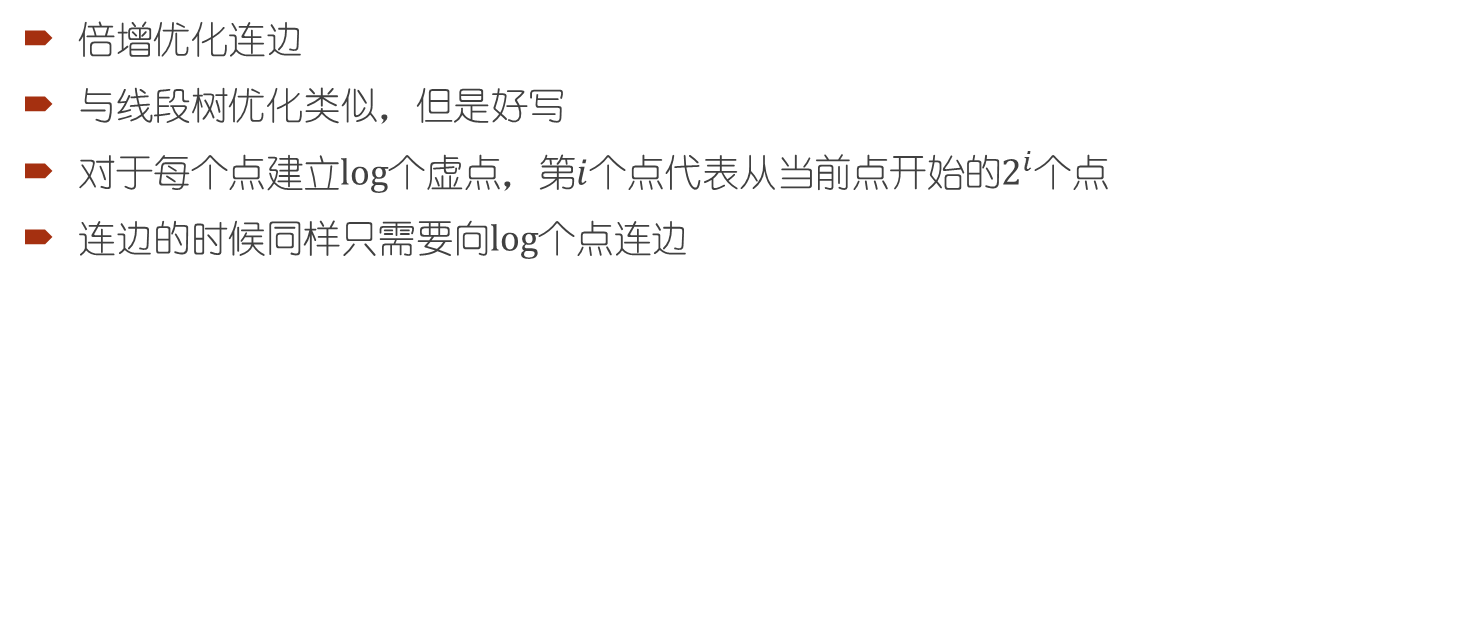 倍增优化连边
与线段树优化类似，但是好写
对于每个点建立log个虚点，第i个点代表从当前点开始的2^i个点
连边的时候同样只需要向log个点连边